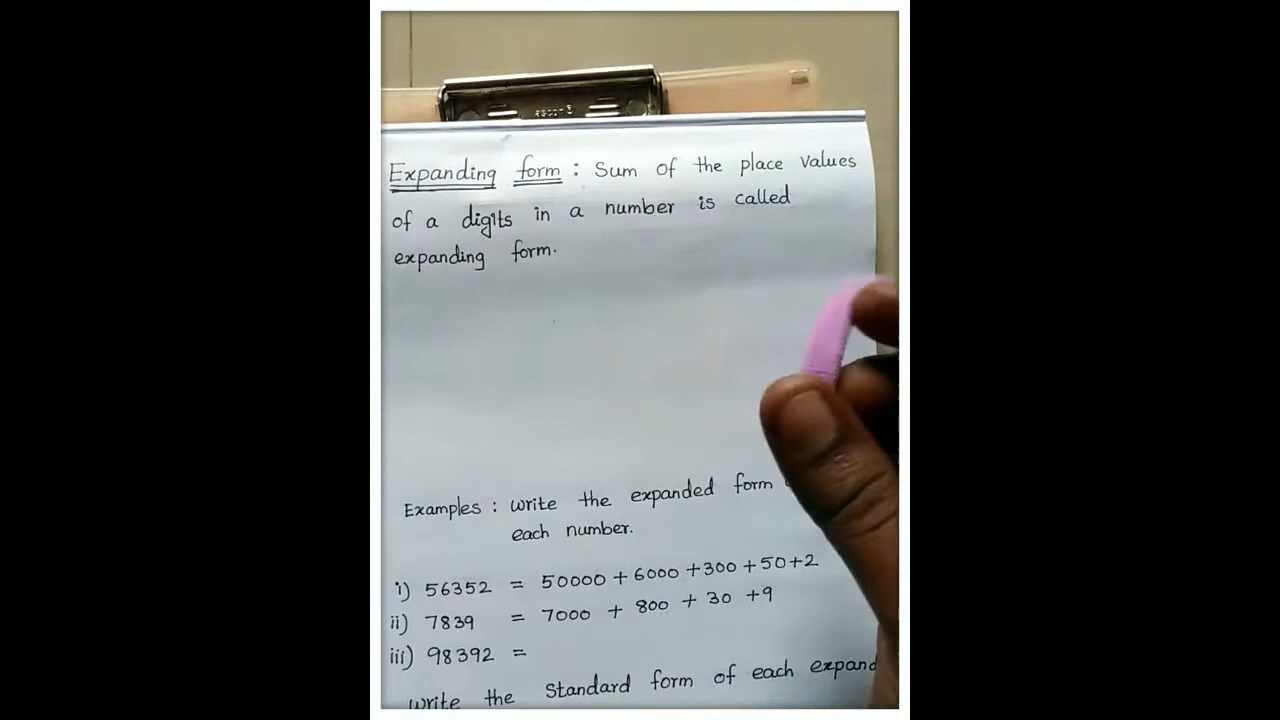 Expanding form : Sum of the place values
of a digits in a number is called
expanding form.
Examples : write the expanded form
each number.
i) 56352 = 50000 + 6000 + 300 + 50 + 2
ii) 7839 = 7000 + 800 + 30 + 9
iii) 98392 =
write the standard form of each expand